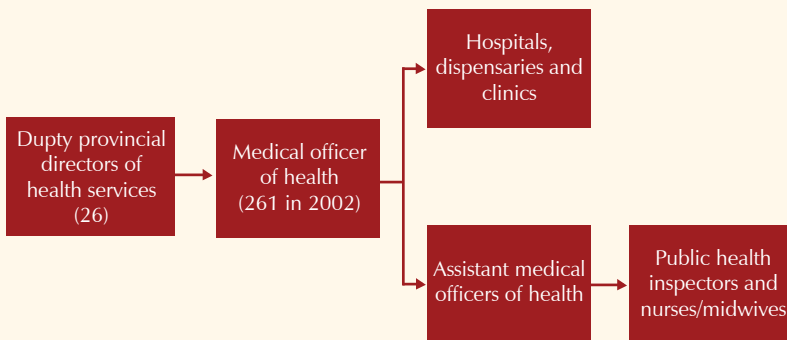 Hospitals,
dispensaries and
clinics
Dupty provincial
directors of
health services
(26)
Medical officer
of health
(261 in 2002)
Assistant medical
officers of health
Public health
inspectors and
nurses/midwives